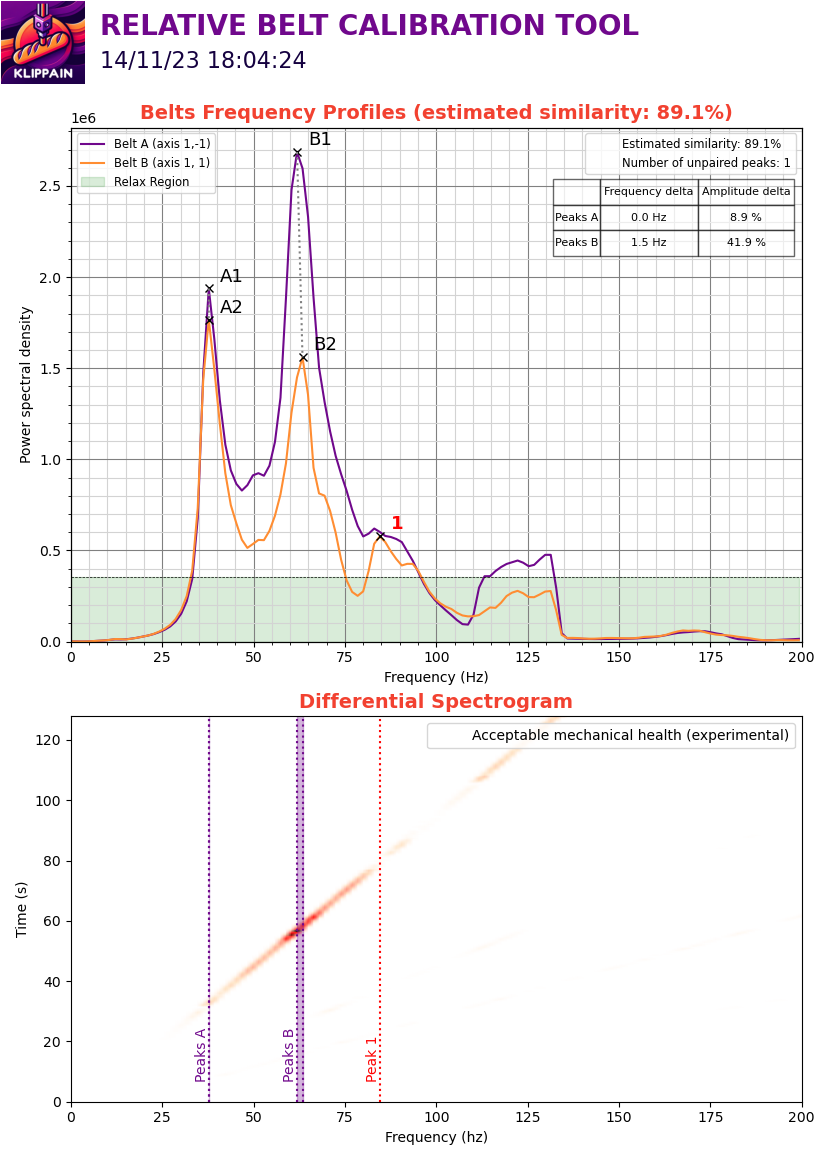 KLIPPAIN
RELATIVE BELT CALIBRATION TOOL
14/11/23 18:04:24
Belts Frequency Profiles (estimated similarity: 89.1%)
1e6
Belt A (axis 1,-1)
Belt B (axis 1, 1)
Relax Region
Estimated similarity: 89.1%
Number of unpaired peaks: 1
Frequency delta Amplitude delta
Peaks A 0.0 Hz 8.9 %
Peaks B 1.5 Hz 41.9 %
B1
A1
A2
B2
1
2.5
2.0
1.5
1.0
0.5
0.0
Power spectral density
0 25 50 75 100 125 150 175 200
Frequency (Hz)
Differential Spectrogram
Acceptable mechanical health (experimental)
120
100
80
60
40
20
0
Time (s)
Peaks A
Peaks B
Peak 1
0 25 50 75 100 125 150 175 200
Frequency (hz)